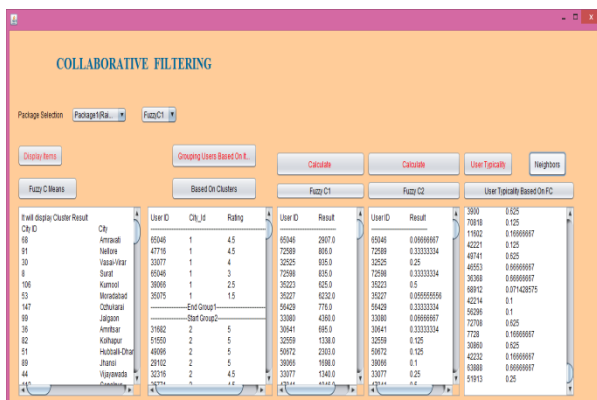 COLLABORATIVE FILTERING
Package Selection Package1(Rai... FuzzyC1
Display Items Grouping Users Based On It... Calculate Calculate User Typicality Neighbors
Fuzzy C Means Based On Clusters Fuzzy C1 Fuzzy C2 User Typicality Based On FC
It will display Cluster Result
City ID City
68 Amravati
91 Nellore
30 Vasai-Virar
8 Surat
106 Kurnool
53 Moradabad
147 Ozhukarai
99 Jalgaon
36 Amritsar
82 Kolhapur
51 Hubballi-Dhar
89 Jhansi
44 Vijayawada
User ID City_Id Rating
65046 1 4.5
47716 1 4.5
33077 1 4
65046 1 3
39066 1 2.5
35075 1 1.5
End Group1
Start Group2
31682 2 5
51550 2 5
49096 2 5
29102 2 5
32316 2 4.5
User ID Result
65046 2907.0
72589 806.0
32525 935.0
72598 835.0
35223 625.0
35227 6232.0
56429 776.0
33080 4360.0
30641 695.0
32559 1338.0
50672 2303.0
39066 1698.0
33077 1340.0
User ID Result
65046 0.06666667
72589 0.33333334
32525 0.25
72598 0.33333334
35223 0.5
35227 0.055555556
56429 0.33333334
33080 0.06666667
30641 0.33333334
32559 0.125
50672 0.125
39066 0.1
33077 0.25
3900 0.625
70818 0.125
11602 0.16666667
42221 0.125
49741 0.625
46553 0.66666667
36368 0.66666667
68912 0.071428575
42214 0.1
56296 0.1
72708 0.625
7728 0.16666667
30860 0.625
42232 0.16666667
63888 0.66666667
51913 0.25